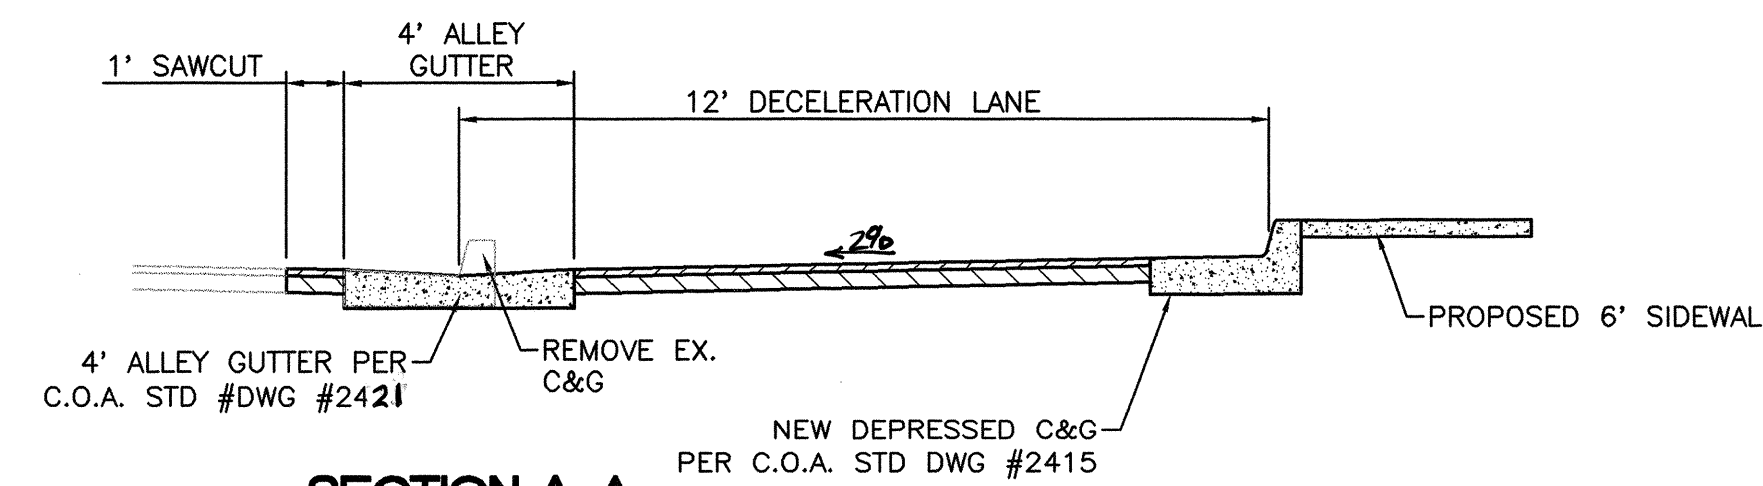 4' ALLEY
GUTTER
1' SAWCUT
12' DECELERATION LANE
2%
PROPOSED 6' SIDEWAL
REMOVE EX.
C&G
4' ALLEY GUTTER PER
C.O.A. STD #DWG #2421
NEW DEPRESSED C&G
PER C.O.A. STD DWG #2415
SECTION A-A